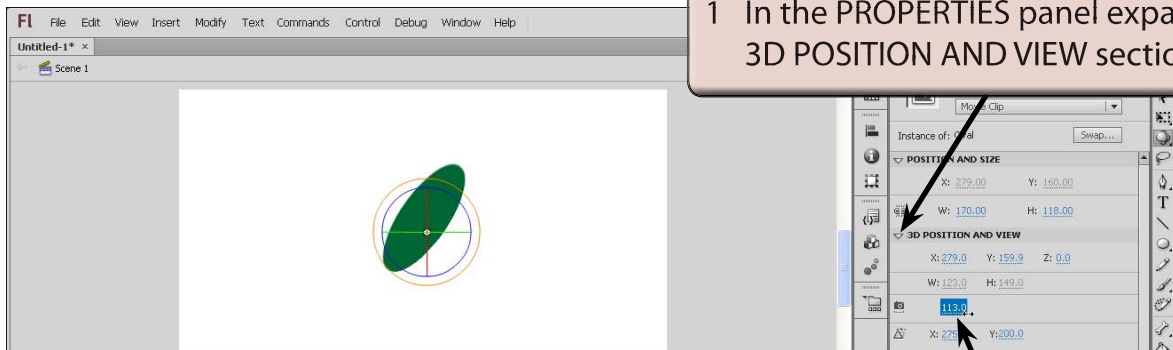 Fl File Edit View Insert Modify Text Commands Control Debug Window Help
Untitled-1* ×
Scene 1
1 In the PROPERTIES panel expa
3D POSITION AND VIEW sectio
Movie Clip
Instance of: Oval Swap...
POSITION AND SIZE
X: 279.00 Y: 160.00
W: 170.00 H: 118.00
3D POSITION AND VIEW
X: 279.0 Y: 159.9 Z: 0.0
W: 123.0 H: 149.0
113.0
X: 275 Y: 200.0